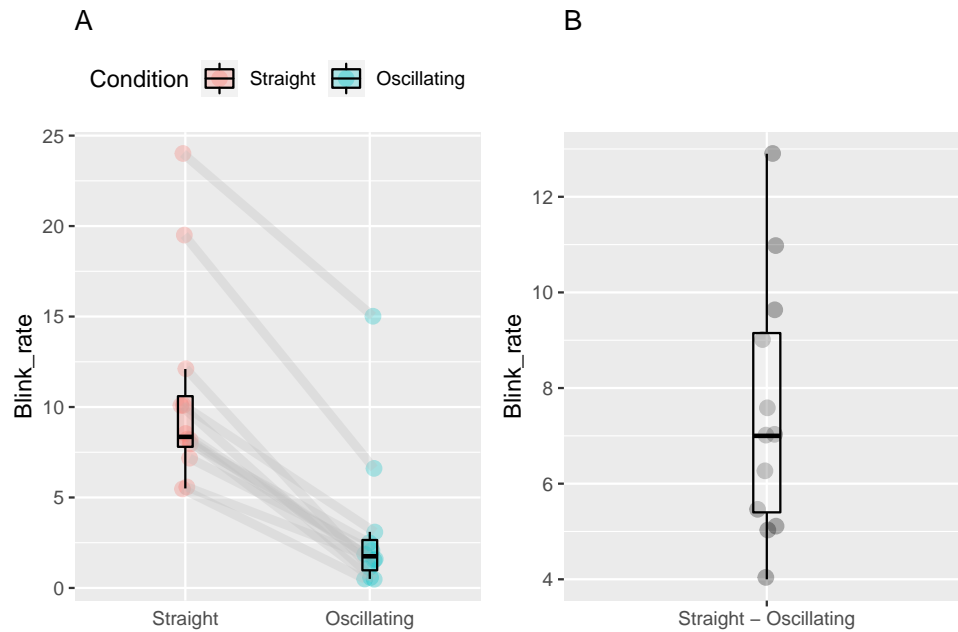 A
Condition Straight Oscillating
Blink_rate
25
20
15
10
5
0
Straight Oscillating
B
Blink_rate
12
10
8
6
4
Straight – Oscillating